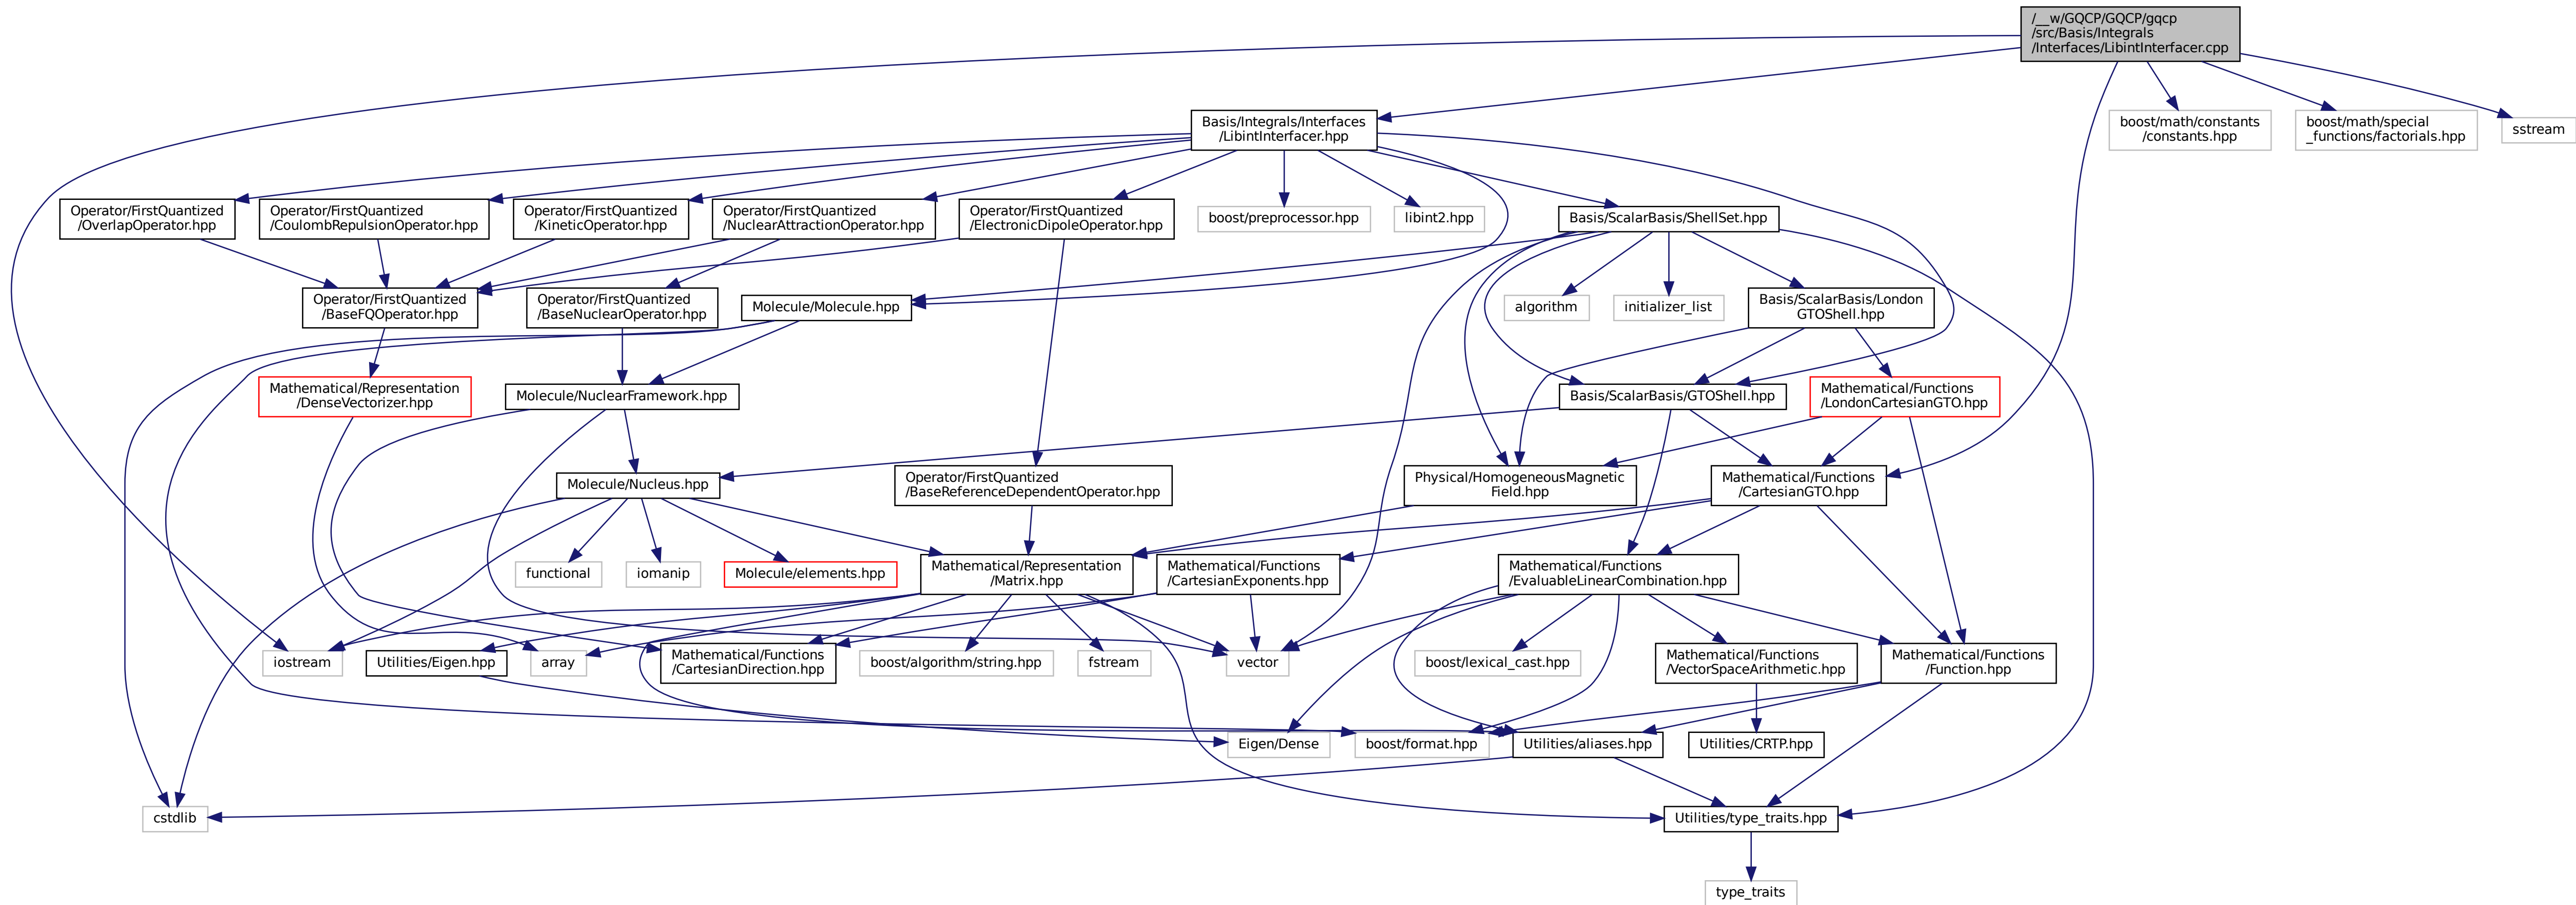 /__w/GQCP/GQCP/gqcp
/src/Basis/Integrals
/Interfaces/LibintInterfacer.cpp
Basis/Integrals/Interfaces
/LibintInterfacer.hpp
boost/math/constants
/constants.hpp
boost/math/special
_functions/factorials.hpp
sstream
Operator/FirstQuantized
/OverlapOperator.hpp
Operator/FirstQuantized
/CoulombRepulsionOperator.hpp
Operator/FirstQuantized
/KineticOperator.hpp
Operator/FirstQuantized
/NuclearAttractionOperator.hpp
Operator/FirstQuantized
/ElectronicDipoleOperator.hpp
boost/preprocessor.hpp
libint2.hpp
Basis/ScalarBasis/ShellSet.hpp
Operator/FirstQuantized
/BaseFQOperator.hpp
Operator/FirstQuantized
/BaseNuclearOperator.hpp
Molecule/Molecule.hpp
algorithm
initializer_list
Basis/ScalarBasis/London
GTOShell.hpp
Mathematical/Representation
/DenseVectorizer.hpp
Molecule/NuclearFramework.hpp
Basis/ScalarBasis/GTOShell.hpp
Mathematical/Functions
/LondonCartesianGTO.hpp
Molecule/Nucleus.hpp
Operator/FirstQuantized
/BaseReferenceDependentOperator.hpp
Physical/HomogeneousMagnetic
Field.hpp
Mathematical/Functions
/CartesianGTO.hpp
functional
iomanip
Molecule/elements.hpp
Mathematical/Representation
/Matrix.hpp
Mathematical/Functions
/CartesianExponents.hpp
Mathematical/Functions
/EvaluableLinearCombination.hpp
iostream
Utilities/Eigen.hpp
array
Mathematical/Functions
/CartesianDirection.hpp
boost/algorithm/string.hpp
fstream
vector
boost/lexical_cast.hpp
Mathematical/Functions
/VectorSpaceArithmetic.hpp
Mathematical/Functions
/Function.hpp
Eigen/Dense
boost/format.hpp
Utilities/aliases.hpp
Utilities/CRTP.hpp
cstdlib
Utilities/type_traits.hpp
type_traits